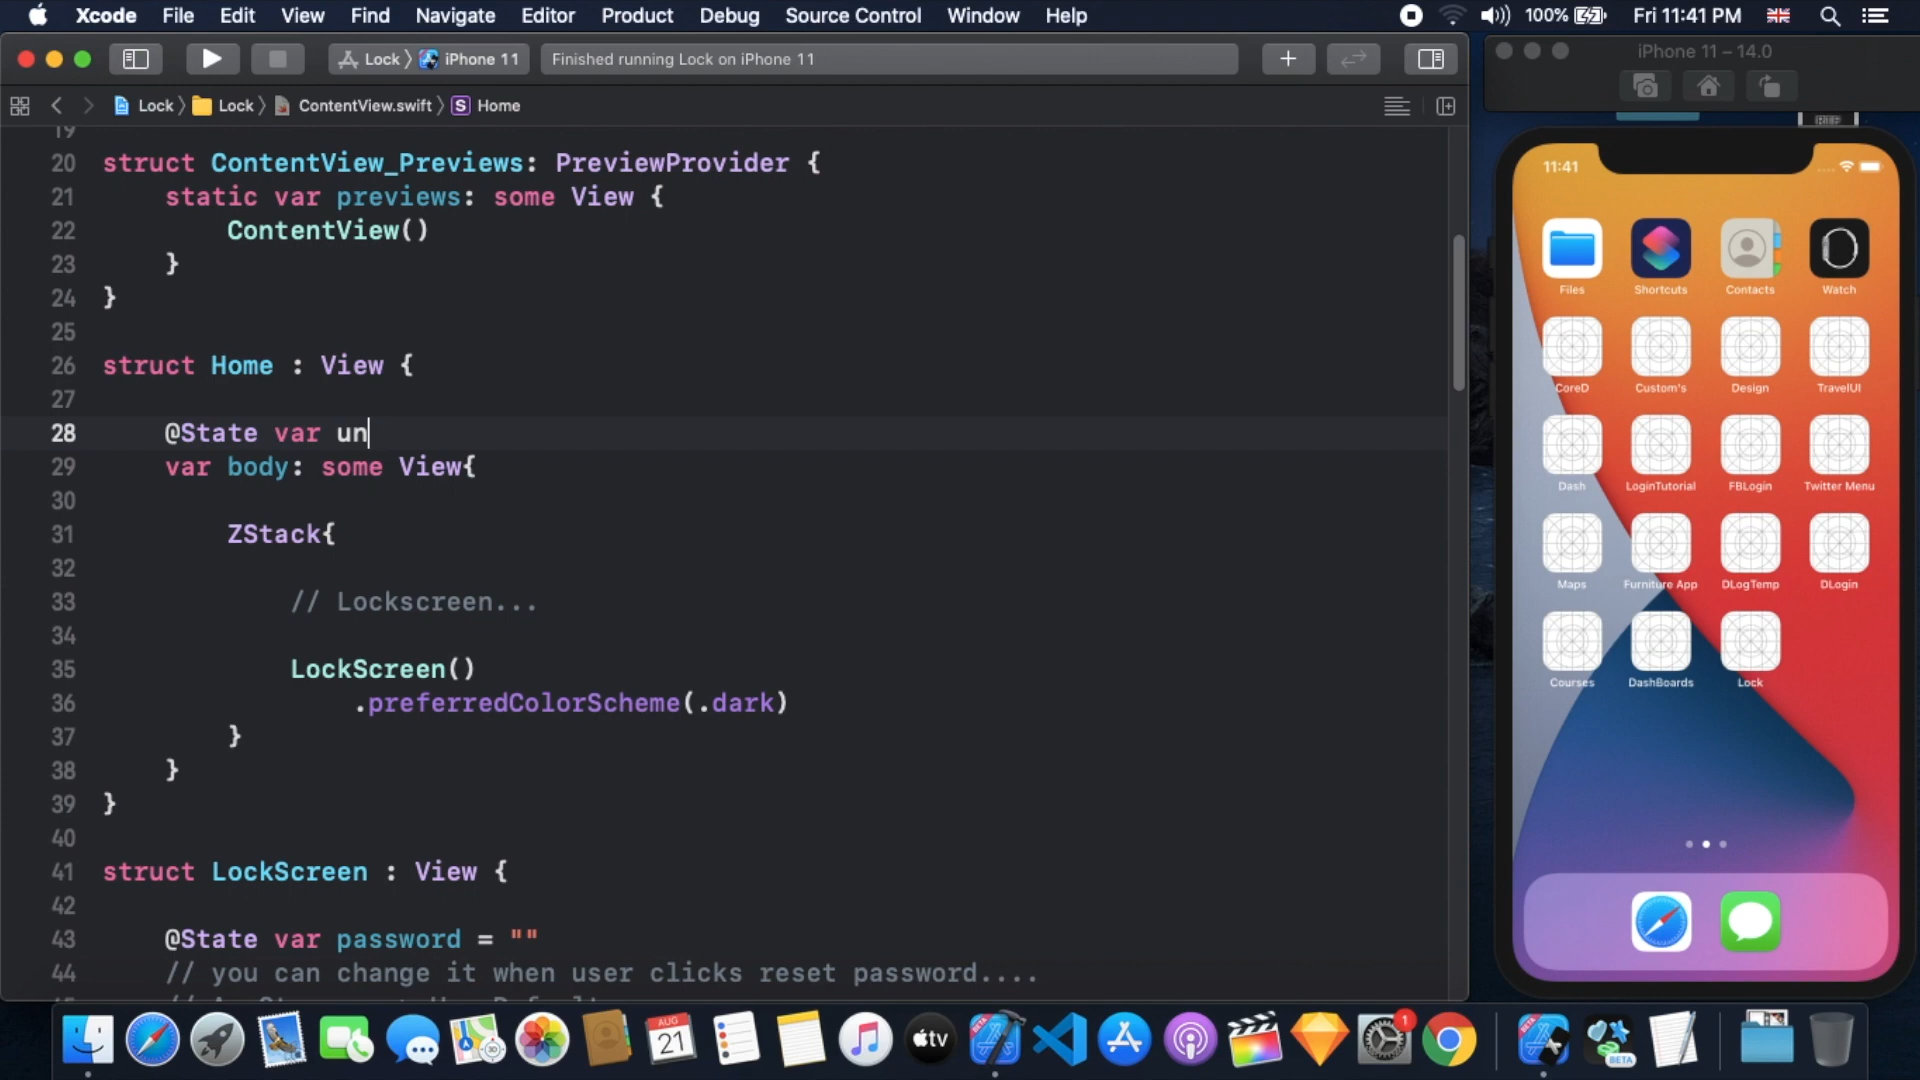 Xcode File Edit View Find Navigate Editor Product Debug Source Control Window Help 100% Fri 11:41 PM
Lock iPhone 11 Finished running Lock on iPhone 11
iPhone 11 – 14.0
Lock Lock ContentView.swift S Home
19
20 struct ContentView_Previews: PreviewProvider {
21 static var previews: some View {
22 ContentView()
23 }
24 }
25
26 struct Home : View {
27
28 @State var un
29 var body: some View{
30
31 ZStack{
32
33 // Lockscreen...
34
35 LockScreen()
36 .preferredColorScheme(.dark)
37 }
38 }
39 }
40
41 struct LockScreen : View {
42
43 @State var password = ""
44 // you can change it when user clicks reset password....
11:41
Files Shortcuts Contacts Watch
CoreD Custom's Design TravelUI
Dash LoginTutorial FBLogin Twitter Menu
Maps Furniture App DLogTemp DLogin
Courses DashBoards Lock
AUG
21
tv
1
BETA